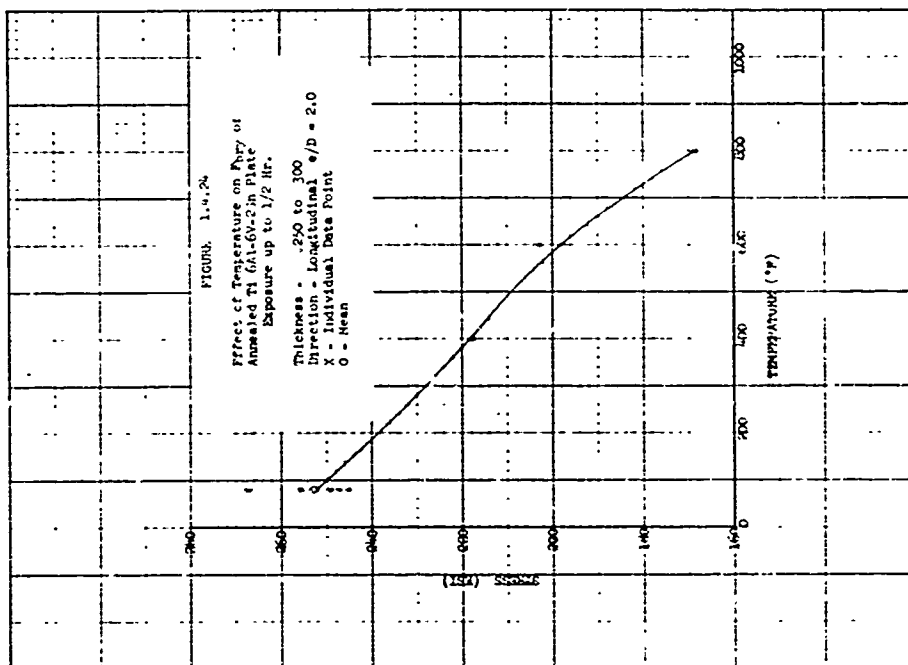 FIGURE 1.4.24
Effect of Temperature on Fbry of
Annealed Ti 6Al-6V-2Sn Plate
Exposure up to 1/2 Hr.
Thickness - .250 to 300
Direction - Longitudinal e/D = 2.0
X - Individual Data Point
O - Mean
280
260
240
220
200
180
160
(KSI)
0
200
400
600
800
1000
TEMPERATURE (°F)